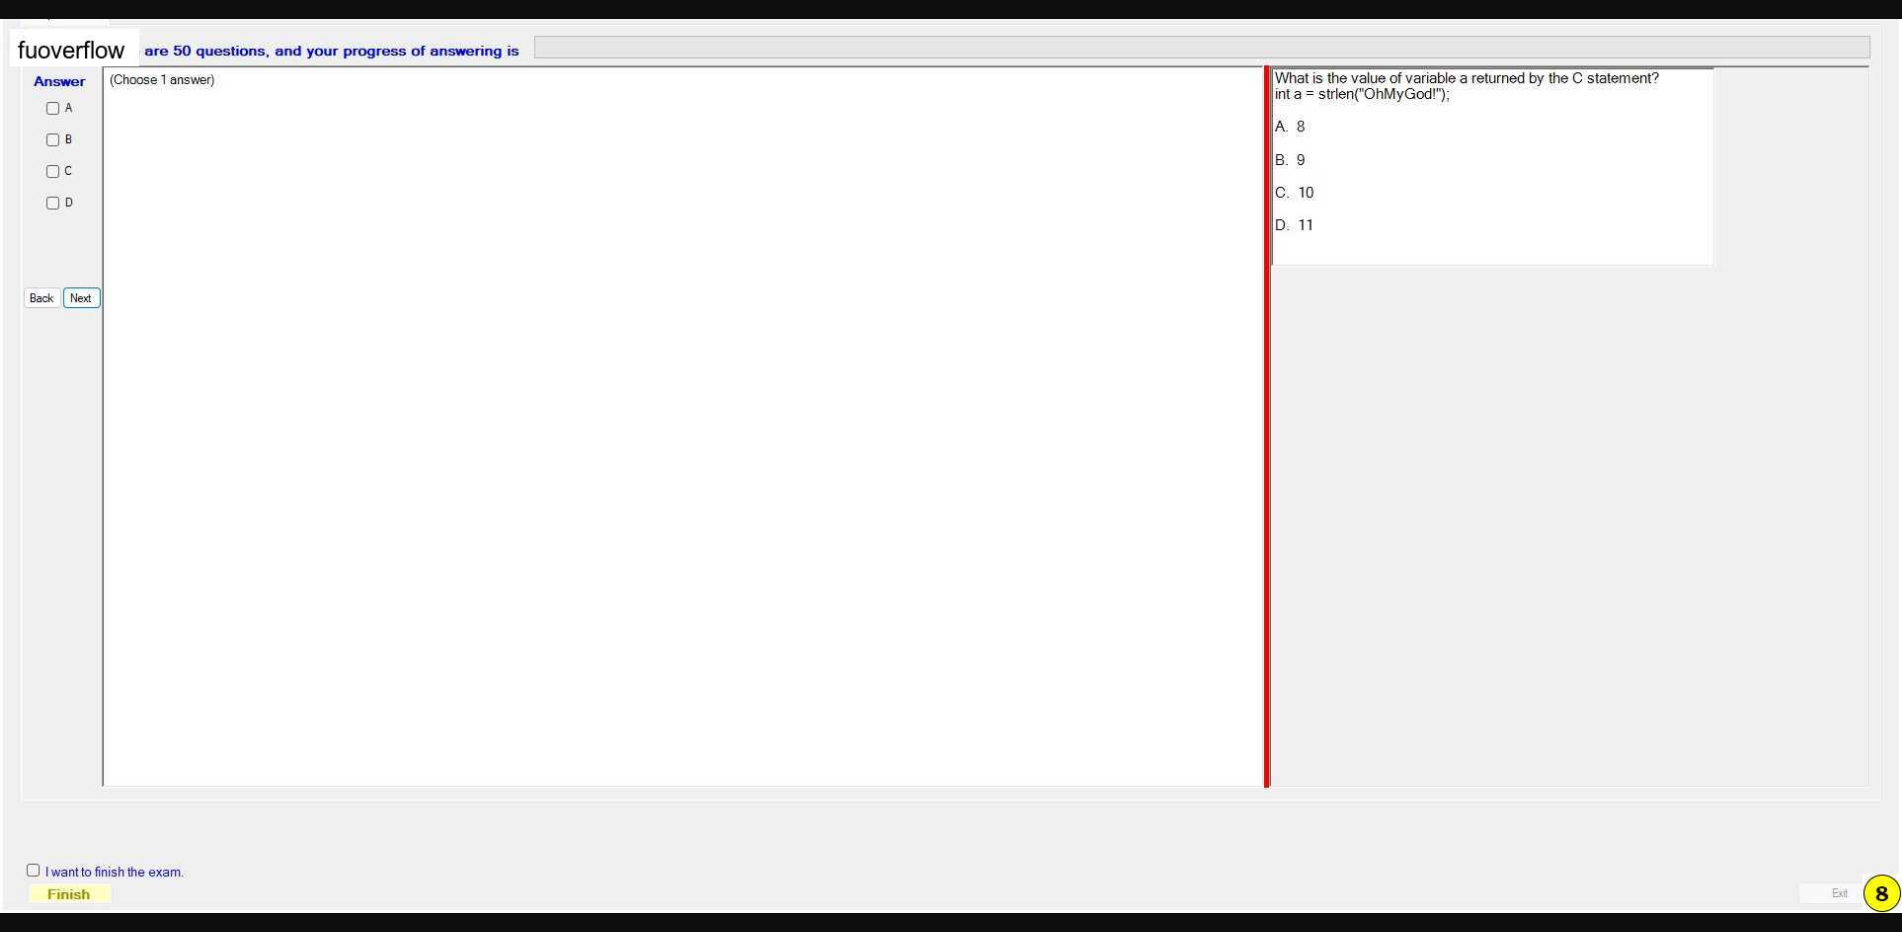 fuoverflow are 50 questions, and your progress of answering is
Answer
(Choose 1 answer)
A
B
C
D
Back Next
What is the value of variable a returned by the C statement?
int a = strlen("OhMyGod!");
A. 8
B. 9
C. 10
D. 11
I want to finish the exam.
Finish
Exit
8